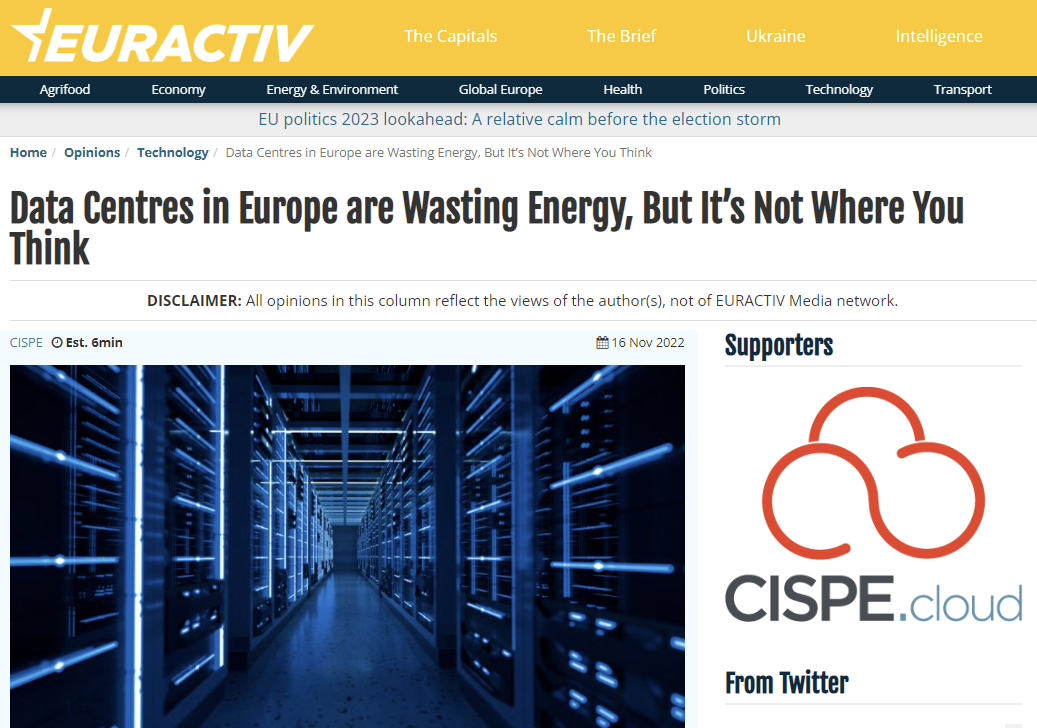 EURACTIV
The Capitals The Brief Ukraine Intelligence
Agrifood Economy Energy & Environment Global Europe Health Politics Technology Transport
EU politics 2023 lookahead: A relative calm before the election storm
Home / Opinions / Technology / Data Centres in Europe are Wasting Energy, But It’s Not Where You Think
Data Centres in Europe are Wasting Energy, But It’s Not Where You
Think
DISCLAIMER: All opinions in this column reflect the views of the author(s), not of EURACTIV Media network.
CISPE Est. 6min 16 Nov 2022
Supporters
CISPE.cloud
From Twitter